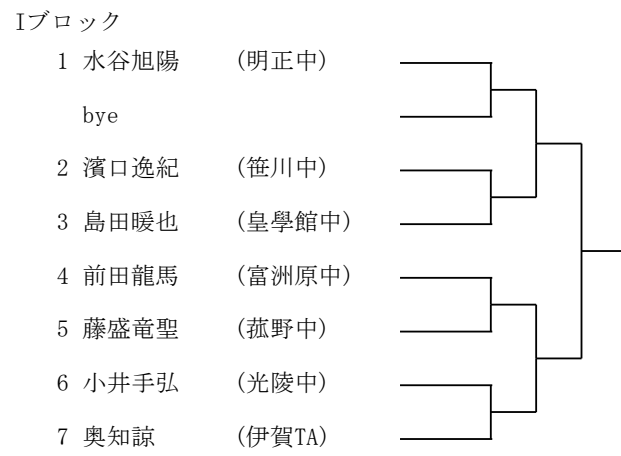 Iブロック
1 水谷旭陽 (明正中)
bye
2 濱口逸紀 (笹川中)
3 島田暖也 (皇學館中)
4 前田龍馬 (富洲原中)
5 藤盛竜聖 (菰野中)
6 小井手弘 (光陵中)
7 奥知諒 (伊賀TA)